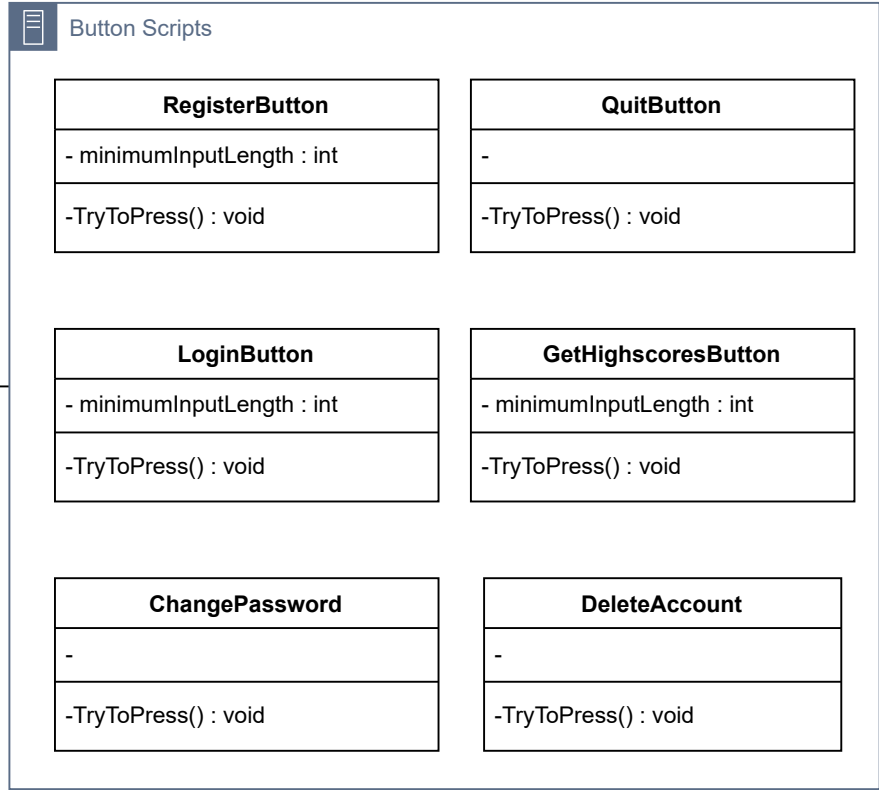 Button Scripts
RegisterButton
- minimumInputLength : int
-TryToPress() : void
QuitButton
-
-TryToPress() : void
LoginButton
- minimumInputLength : int
-TryToPress() : void
GetHighscoresButton
- minimumInputLength : int
-TryToPress() : void
ChangePassword
-
-TryToPress() : void
DeleteAccount
-
-TryToPress() : void